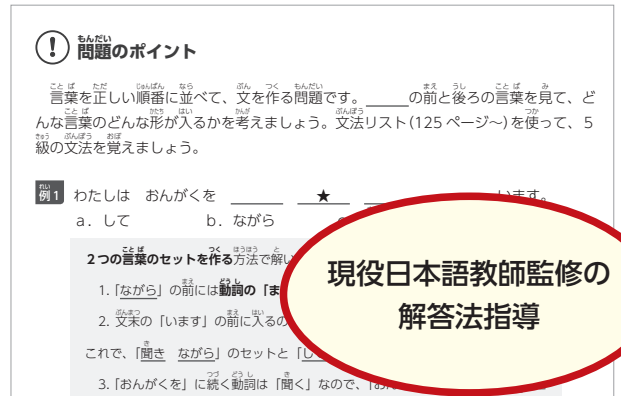 問題のポイント
言葉を正しい順番に並べて、文を作る問題です。_____の前と後ろの言葉を見て、ど
んな言葉のどんな形が入るかを考えましょう。文法リスト(125 ページ～)を使って、5
級の文法を覚えましょう。
例1 わたしは おんがくを _____ ★ _____ います。
a. して b. ながら
2つの言葉のセットを作る方法で解い
1.「ながら」の前には動詞の「ま
2. 文末の「います」の前に入るの
これで、「聞き ながら」のセットと「し
3.「おんがくを」に続く動詞は「聞く」なので、「お
現役日本語教師監修の
解答法指導